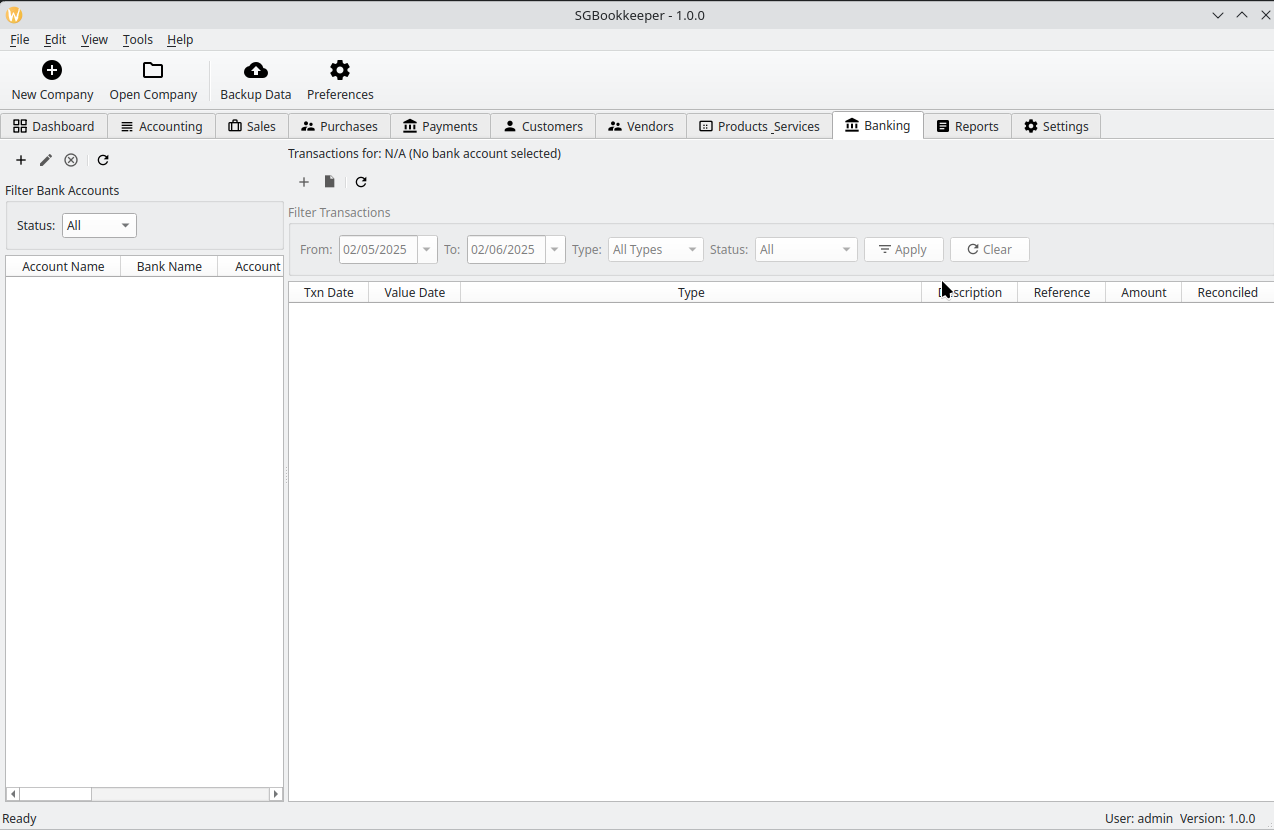 SGBookkeeper - 1.0.0
File Edit View Tools Help
New Company Open Company Backup Data Preferences
Dashboard Accounting Sales Purchases Payments Customers Vendors Products _Services Banking Reports Settings
Transactions for: N/A (No bank account selected)
Filter Bank Accounts
Status: All
Filter Transactions
From: 02/05/2025 To: 02/06/2025 Type: All Types Status: All Apply Clear
Account Name Bank Name Account
Txn Date Value Date Type Description Reference Amount Reconciled
Ready
User: admin Version: 1.0.0